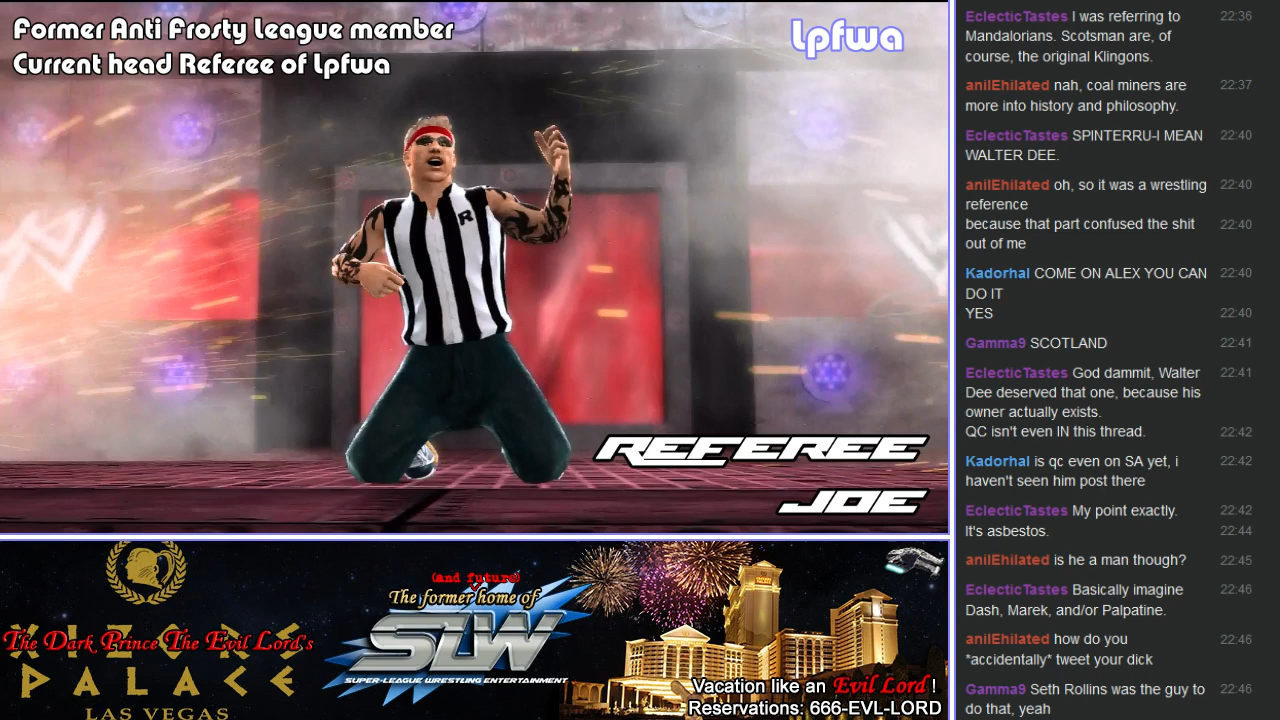 Former Anti Frosty League member
Current head Referee of Lpfwa
Lpfwa
R
REFEREE
JOE
The Dark Prince The Evil Lord's
PALACE
LAS VEGAS
(and future)
The former home of
SLW
SUPER-LEAGUE WRESTLING ENTERTAINMENT
Vacation like an Evil Lord !
Reservations: 666-EVL-LORD
EclecticTastes I was referring to 22:36
Mandalorians. Scotsman are, of
course, the original Klingons.
anilEhilated nah, coal miners are 22:37
more into history and philosophy.
EclecticTastes SPINTERRU-I MEAN 22:40
WALTER DEE.
anilEhilated oh, so it was a wrestling 22:40
reference
because that part confused the shit 22:40
out of me
Kadorhal COME ON ALEX YOU CAN 22:40
DO IT
YES 22:40
Gamma9 SCOTLAND 22:41
EclecticTastes God dammit, Walter 22:41
Dee deserved that one, because his
owner actually exists.
QC isn't even IN this thread. 22:42
Kadorhal is qc even on SA yet, i 22:42
haven't seen him post there
EclecticTastes My point exactly. 22:42
It's asbestos. 22:44
anilEhilated is he a man though? 22:45
EclecticTastes Basically imagine 22:46
Dash, Marek, and/or Palpatine.
anilEhilated how do you 22:46
*accidentally* tweet your dick
Gamma9 Seth Rollins was the guy to 22:46
do that, yeah